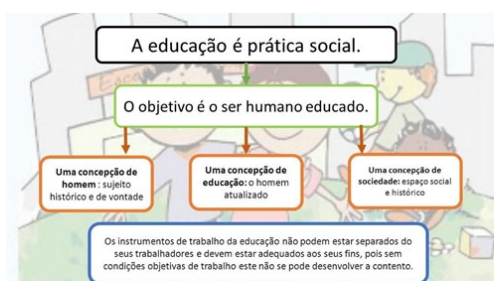 A educação é prática social.
Esco
O objetivo é o ser humano educado.
Uma concepção de
homem : sujeito
histórico e de vontade
Uma concepção de
educação: o homem
atualizado
Uma concepção de
sociedade: espaço social
e histórico
Os instrumentos de trabalho da educação não podem estar separados do
seus trabalhadores e devem estar adequados aos seus fins, pois sem
condições objetivas de trabalho este não se pode desenvolver a contento.